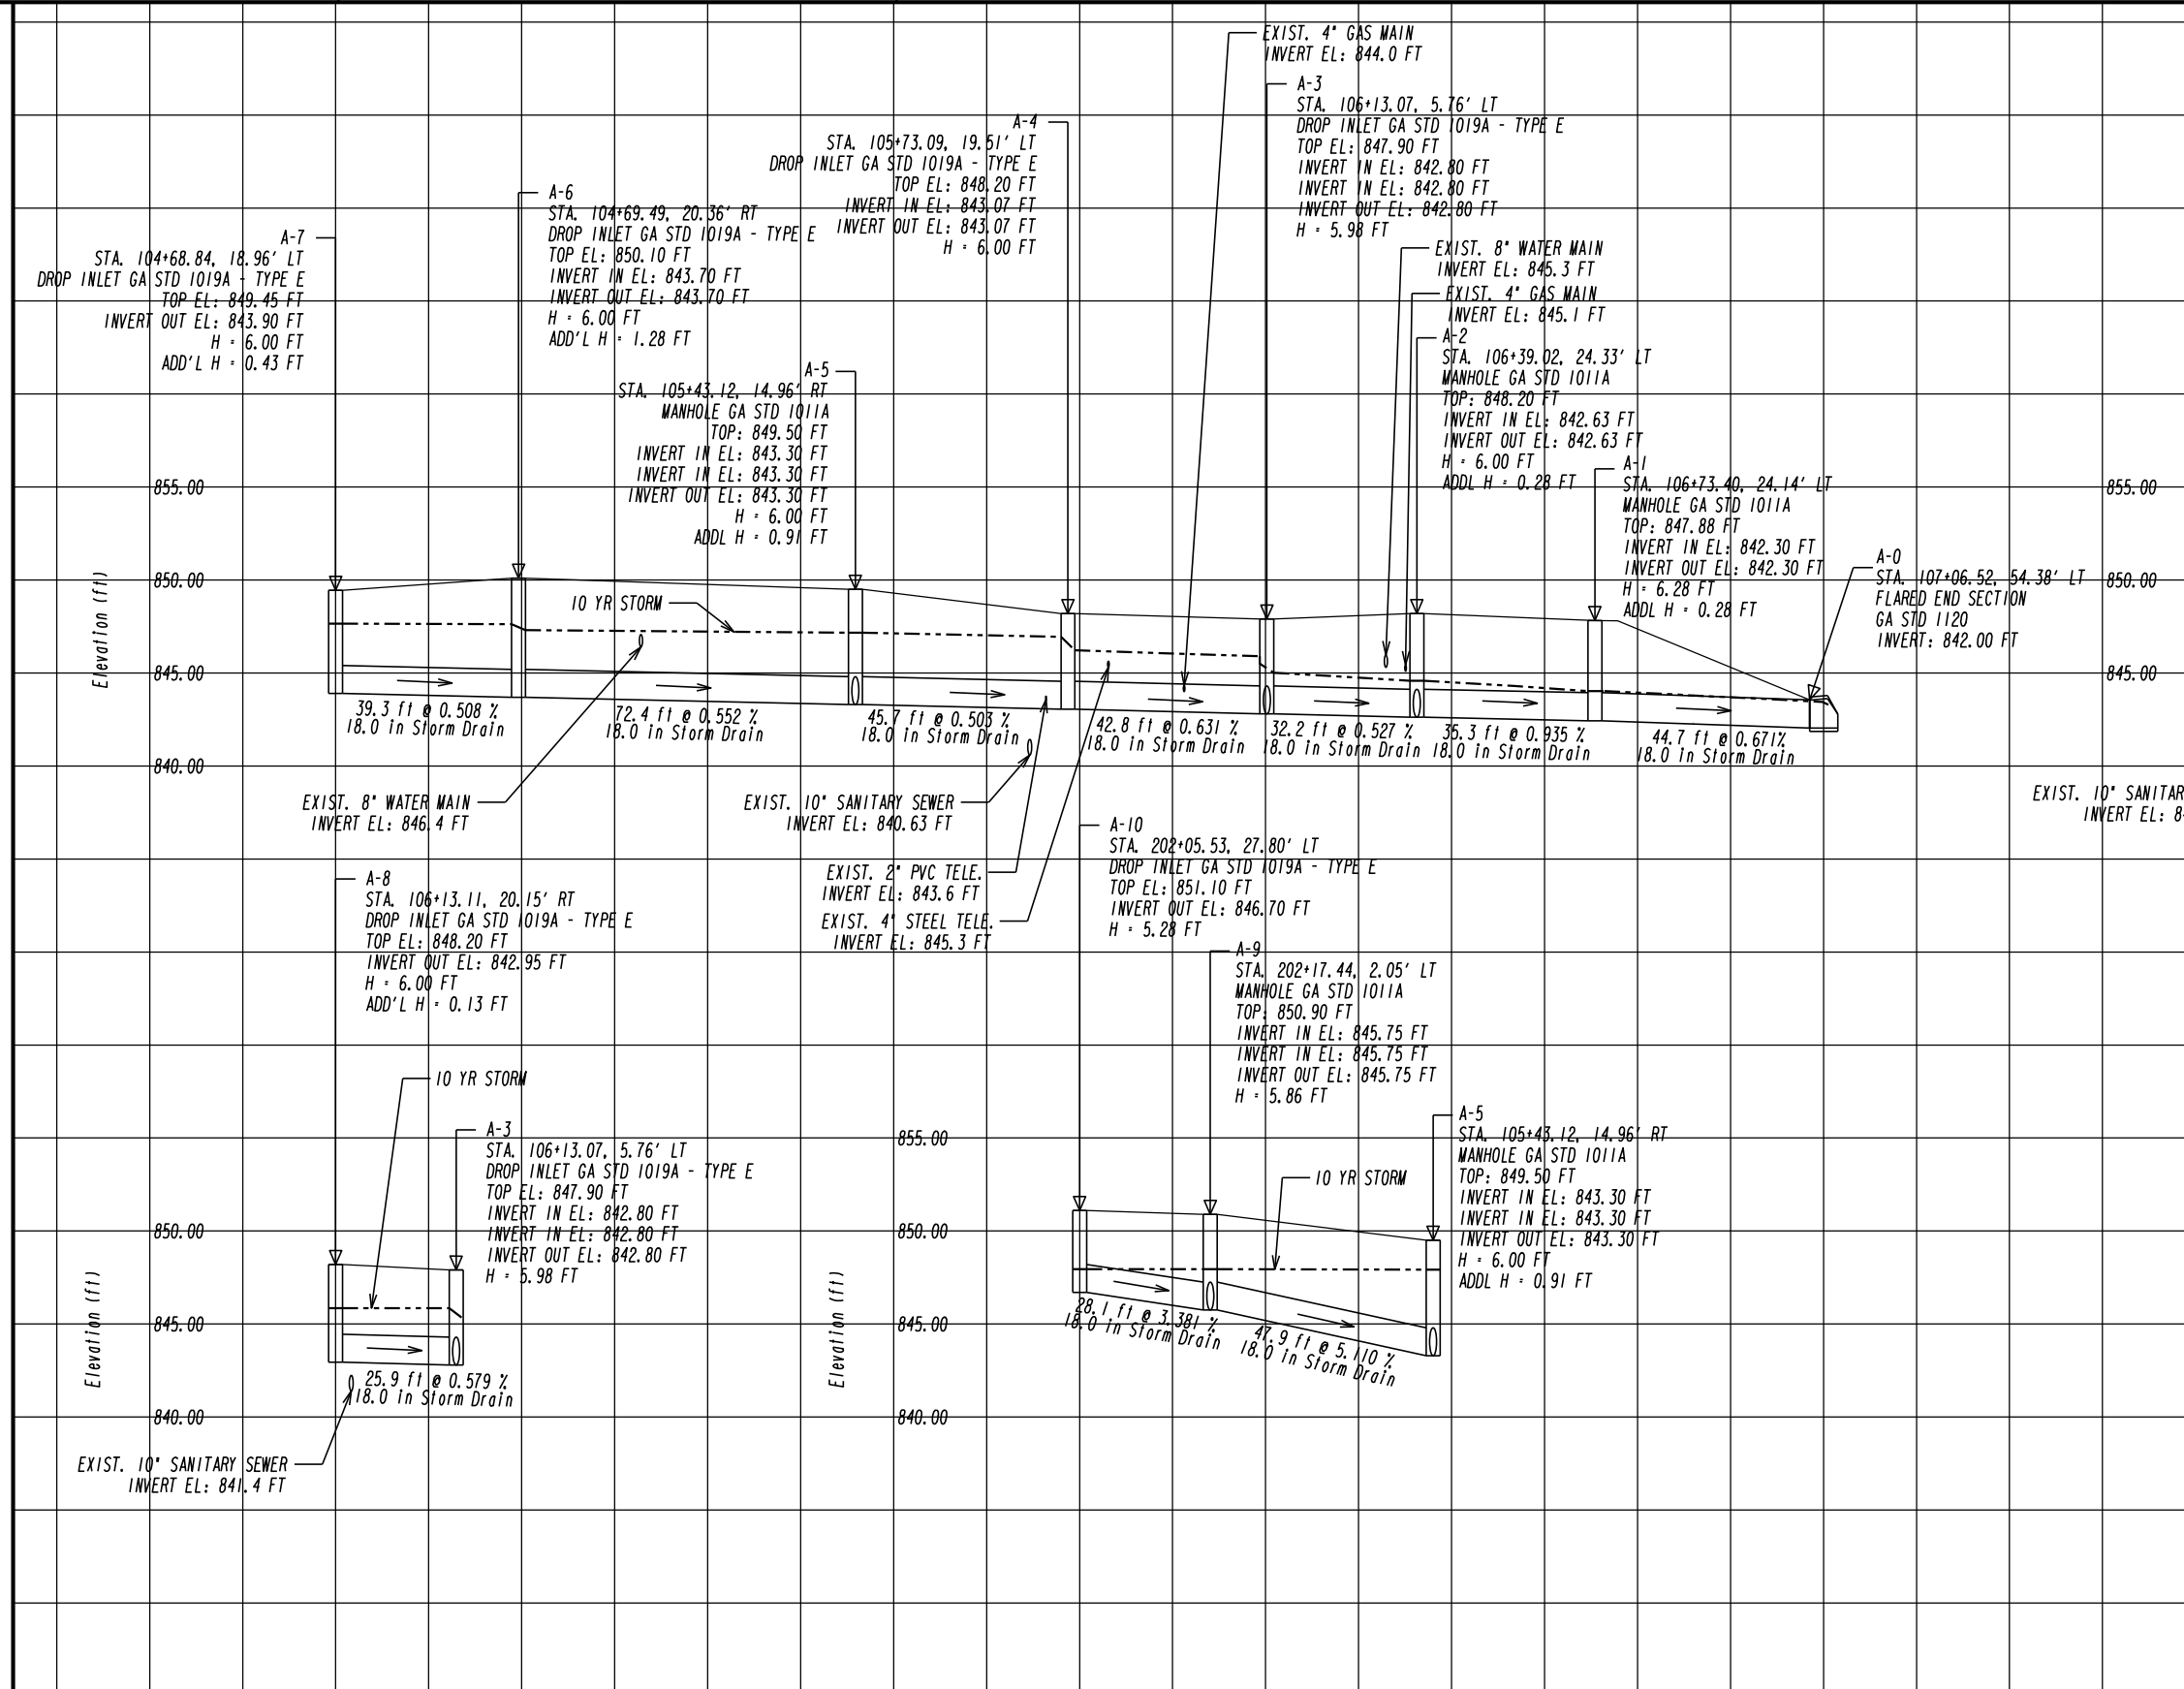 EXIST. 4" GAS MAIN
INVERT EL: 844.0 FT
A-3
STA. 106+13.07, 5.76' LT
DROP INLET GA STD 1019A - TYPE E
TOP EL: 847.90 FT
INVERT IN EL: 842.80 FT
INVERT IN EL: 842.80 FT
INVERT OUT EL: 842.80 FT
H = 5.98 FT
A-4
STA. 105+73.09, 19.51' LT
DROP INLET GA STD 1019A - TYPE E
TOP EL: 848.20 FT
INVERT IN EL: 843.07 FT
INVERT OUT EL: 843.07 FT
H = 6.00 FT
A-6
STA. 104+69.49, 20.36' RT
DROP INLET GA STD 1019A - TYPE E
TOP EL: 850.10 FT
INVERT IN EL: 843.70 FT
INVERT OUT EL: 843.70 FT
H = 6.00 FT
ADD'L H = 1.28 FT
A-7
STA. 104+68.84, 18.96' LT
DROP INLET GA STD 1019A - TYPE E
TOP EL: 849.45 FT
INVERT OUT EL: 843.90 FT
H = 6.00 FT
ADD'L H = 0.43 FT
EXIST. 8" WATER MAIN
INVERT EL: 845.3 FT
EXIST. 4" GAS MAIN
INVERT EL: 845.1 FT
A-2
STA. 106+39.02, 24.33' LT
MANHOLE GA STD 1011A
TOP: 848.20 FT
INVERT IN EL: 842.63 FT
INVERT OUT EL: 842.63 FT
H = 6.00 FT
ADDL H = 0.28 FT
A-5
STA. 105+43.12, 14.96' RT
MANHOLE GA STD 1011A
TOP: 849.50 FT
INVERT IN EL: 843.30 FT
INVERT IN EL: 843.30 FT
INVERT OUT EL: 843.30 FT
H = 6.00 FT
ADDL H = 0.91 FT
A-1
STA. 106+73.40, 24.14' LT
MANHOLE GA STD 1011A
TOP: 847.88 FT
INVERT IN EL: 842.30 FT
INVERT OUT EL: 842.30 FT
H = 6.28 FT
ADDL H = 0.28 FT
A-0
STA. 107+06.52, 54.38' LT
FLARED END SECTION
GA STD 1120
INVERT: 842.00 FT
855.00
855.00
850.00
850.00
845.00
845.00
840.00
Elevation (ft)
10 YR STORM
39.3 ft @ 0.508 %
18.0 in Storm Drain
72.4 ft @ 0.552 %
18.0 in Storm Drain
45.7 ft @ 0.503 %
18.0 in Storm Drain
42.8 ft @ 0.631 %
18.0 in Storm Drain
32.2 ft @ 0.527 %
18.0 in Storm Drain
35.3 ft @ 0.935 %
18.0 in Storm Drain
44.7 ft @ 0.671%
18.0 in Storm Drain
EXIST. 8" WATER MAIN
INVERT EL: 846.4 FT
EXIST. 10" SANITARY SEWER
INVERT EL: 840.63 FT
EXIST. 10" SANITAR
INVERT EL: 8
EXIST. 2" PVC TELE.
INVERT EL: 843.6 FT
EXIST. 4" STEEL TELE.
INVERT EL: 845.3 FT
A-8
STA. 106+13.11, 20.15' RT
DROP INLET GA STD 1019A - TYPE E
TOP EL: 848.20 FT
INVERT OUT EL: 842.95 FT
H = 6.00 FT
ADD'L H = 0.13 FT
10 YR STORM
A-3
STA. 106+13.07, 5.76' LT
DROP INLET GA STD 1019A - TYPE E
TOP EL: 847.90 FT
INVERT IN EL: 842.80 FT
INVERT IN EL: 842.80 FT
INVERT OUT EL: 842.80 FT
H = 5.98 FT
850.00
845.00
840.00
Elevation (ft)
25.9 ft @ 0.579 %
18.0 in Storm Drain
EXIST. 10" SANITARY SEWER
INVERT EL: 841.4 FT
A-10
STA. 202+05.53, 27.80' LT
DROP INLET GA STD 1019A - TYPE E
TOP EL: 851.10 FT
INVERT OUT EL: 846.70 FT
H = 5.28 FT
A-9
STA. 202+17.44, 2.05' LT
MANHOLE GA STD 1011A
TOP: 850.90 FT
INVERT IN EL: 845.75 FT
INVERT IN EL: 845.75 FT
INVERT OUT EL: 845.75 FT
H = 5.86 FT
A-5
STA. 105+43.12, 14.96' RT
MANHOLE GA STD 1011A
TOP: 849.50 FT
INVERT IN EL: 843.30 FT
INVERT IN EL: 843.30 FT
INVERT OUT EL: 843.30 FT
H = 6.00 FT
ADDL H = 0.91 FT
10 YR STORM
855.00
850.00
845.00
840.00
Elevation (ft)
28.1 ft @ 3.381 %
18.0 in Storm Drain
47.9 ft @ 5.110 %
18.0 in Storm Drain